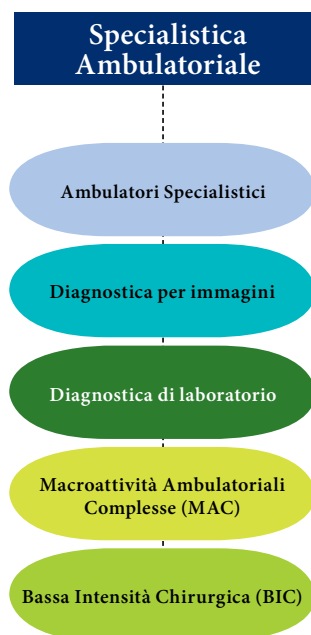 Specialistica
Ambulatoriale
Ambulatori Specialistici
Diagnostica per immagini
Diagnostica di laboratorio
Macroattività Ambulatoriali
Complesse (MAC)
Bassa Intensità Chirurgica (BIC)